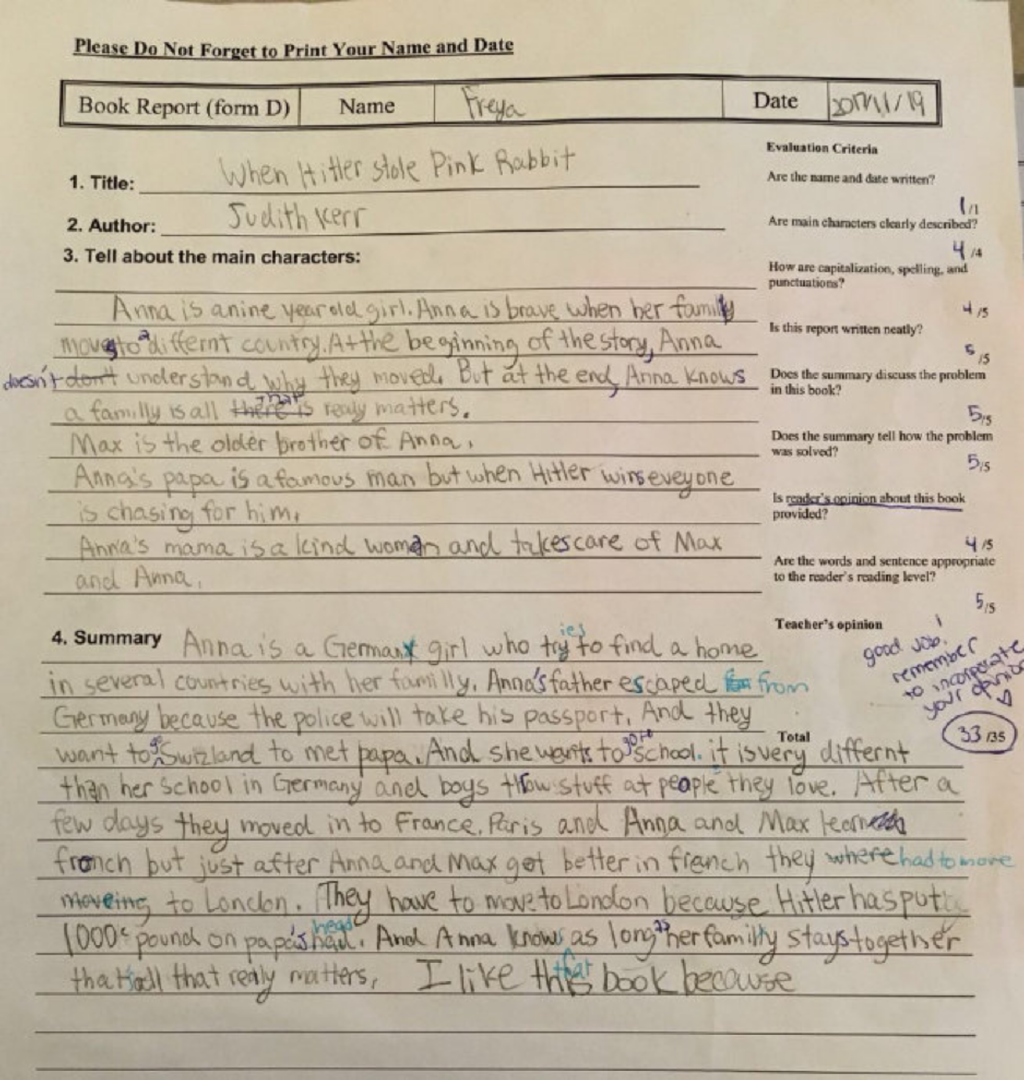 Please Do Not Forget to Print Your Name and Date
Book Report (form D) Name Freya Date 2017/11/19
Evaluation Criteria
1. Title: When Hitler stole Pink Rabbit
Are the name and date written?
1/1
2. Author: Judith Kerr
Are main characters clearly described?
4/4
3. Tell about the main characters:
How are capitalization, spelling, and
punctuations?
4/5
Is this report written neatly?
5/5
Does the summary discuss the problem
in this book?
5/5
Does the summary tell how the problem
was solved?
5/5
Is reader's opinion about this book
provided?
4/5
Are the words and sentence appropriate
to the reader's reading level?
5/5
Anna is a nine year old girl. Anna is brave when her family
moves to a differnt country. At the beginning of the story, Anna
doesn't don't understand why they moved. But at the end, Anna knows
a familly is all there is that realy matters.
Max is the older brother of Anna.
Anna's papa is a famous man but when Hitler wins eveyone
is chasing for him.
Anna's mama is a kind woman and takes care of Max
and Anna.
Teacher's opinion
good job!
remember
to incorporate
your opinion
Total
33/35
4. Summary Anna is a German girl who tries to find a home
in several countries with her familly. Anna's father escaped from
Germany because the police will take his passport. And they
want to go Swizland to met papa. And she wants to go to school. it is very differnt
than her school in Germany and boys thow stuff at people they love. After a
few days they moved in to France. Paris and Anna and Max learn
french but just after Anna and Max get better in french they where had to move
moveing to London. They have to move to London because Hitler has put
1000s pound on papa's head. And Anna knows as long as her familly stays together
that's all that realy matters, I like that book because